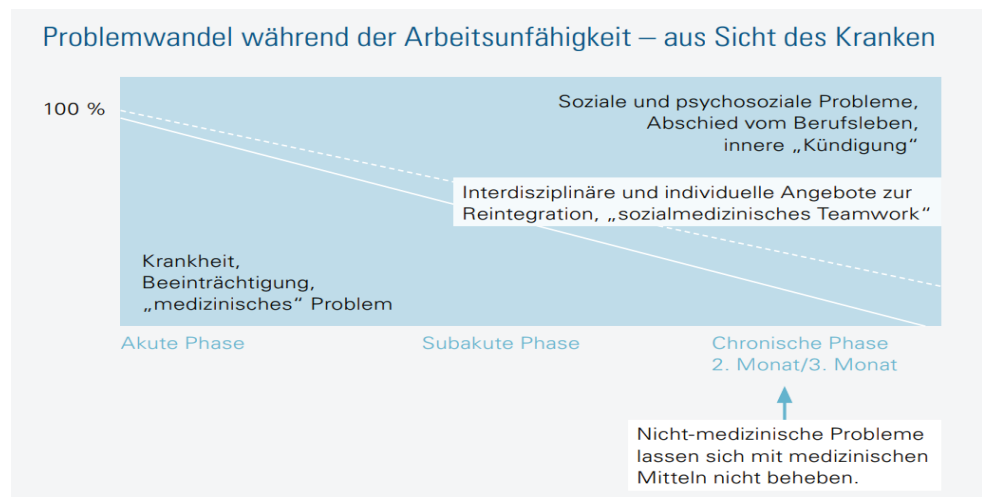 Problemwandel während der Arbeitsunfähigkeit – aus Sicht des Kranken
100 %
Soziale und psychosoziale Probleme,
Abschied vom Berufsleben,
innere „Kündigung“
Interdisziplinäre und individuelle Angebote zur
Reintegration, „sozialmedizinisches Teamwork“
Krankheit,
Beeinträchtigung,
„medizinisches“ Problem
Akute Phase
Subakute Phase
Chronische Phase
2. Monat/3. Monat
Nicht-medizinische Probleme
lassen sich mit medizinischen
Mitteln nicht beheben.